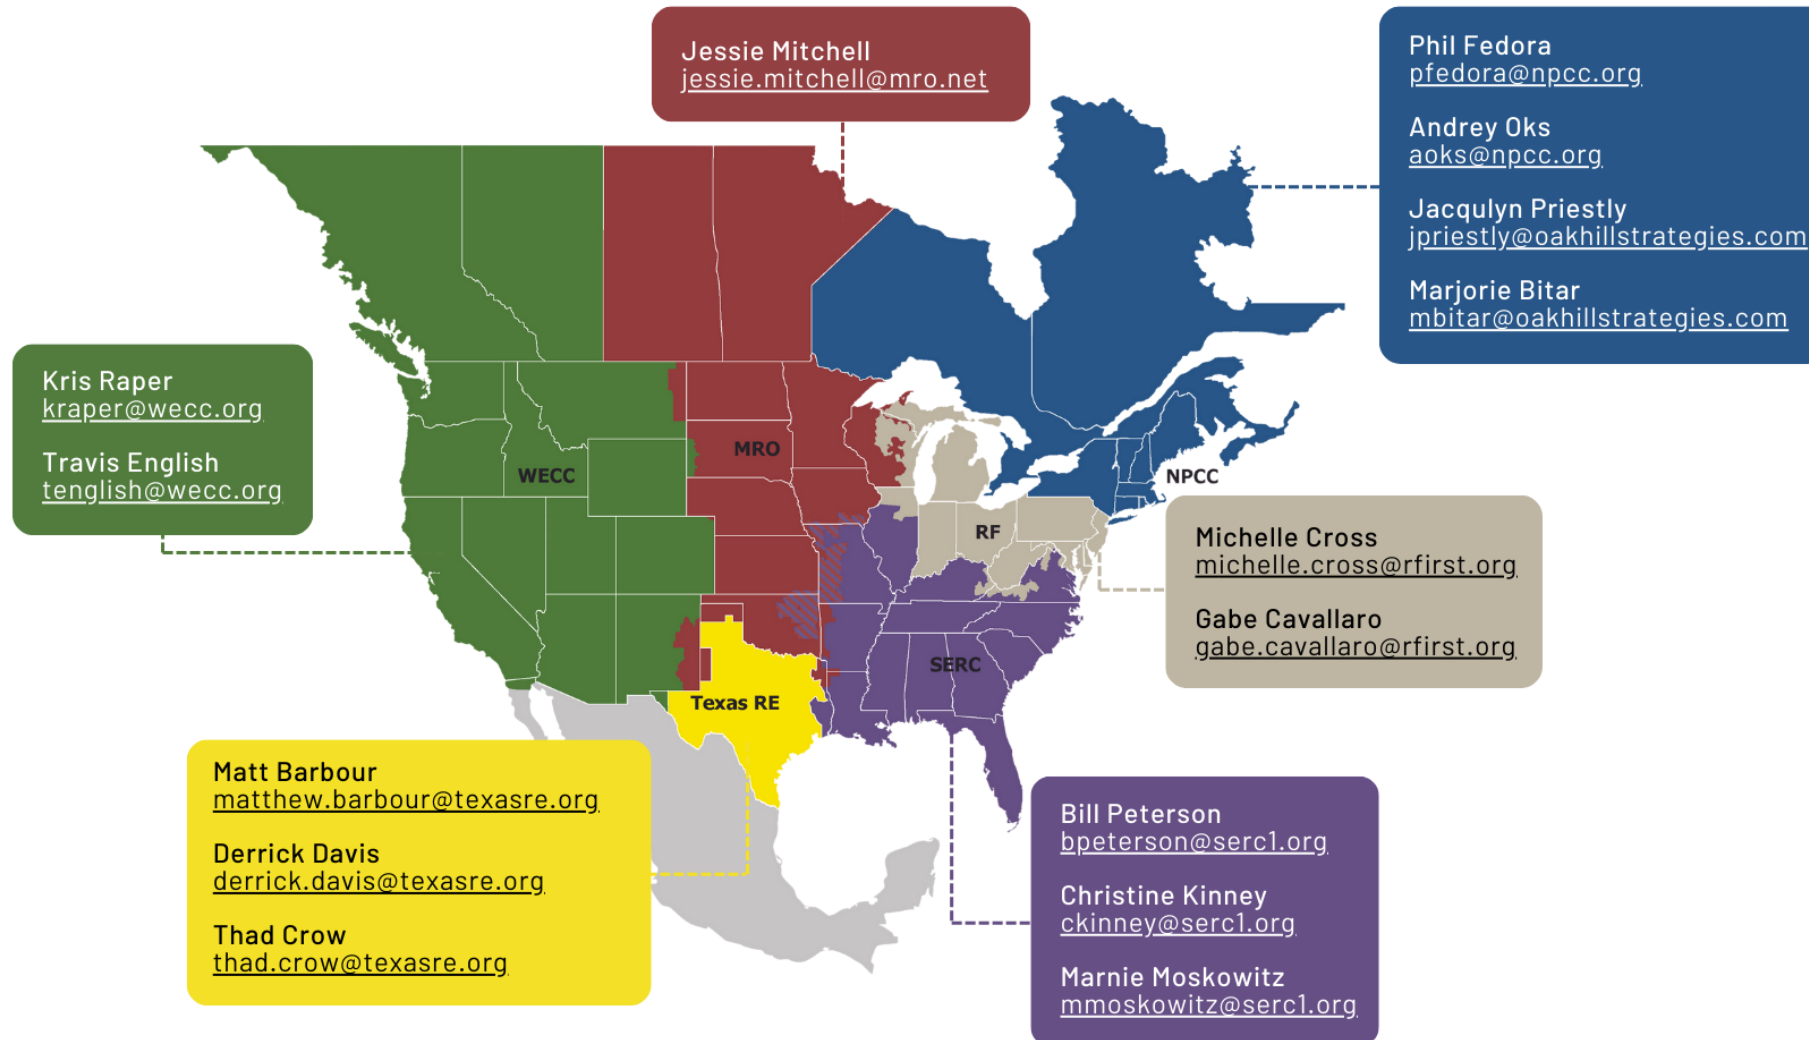 Jessie Mitchell
jessie.mitchell@mro.net
Phil Fedora
pfedora@npcc.org
Andrey Oks
aoks@npcc.org
Jacqulyn Priestly
jpriestly@oakhillstrategies.com
Marjorie Bitar
mbitar@oakhillstrategies.com
Kris Raper
kraper@wecc.org
Travis English
tenglish@wecc.org
WECC
MRO
NPCC
RF
SERC
Texas RE
Michelle Cross
michelle.cross@rfirst.org
Gabe Cavallaro
gabe.cavallaro@rfirst.org
Matt Barbour
matthew.barbour@texasre.org
Derrick Davis
derrick.davis@texasre.org
Thad Crow
thad.crow@texasre.org
Bill Peterson
bpeterson@serc1.org
Christine Kinney
ckinney@serc1.org
Marnie Moskowitz
mmoskowitz@serc1.org